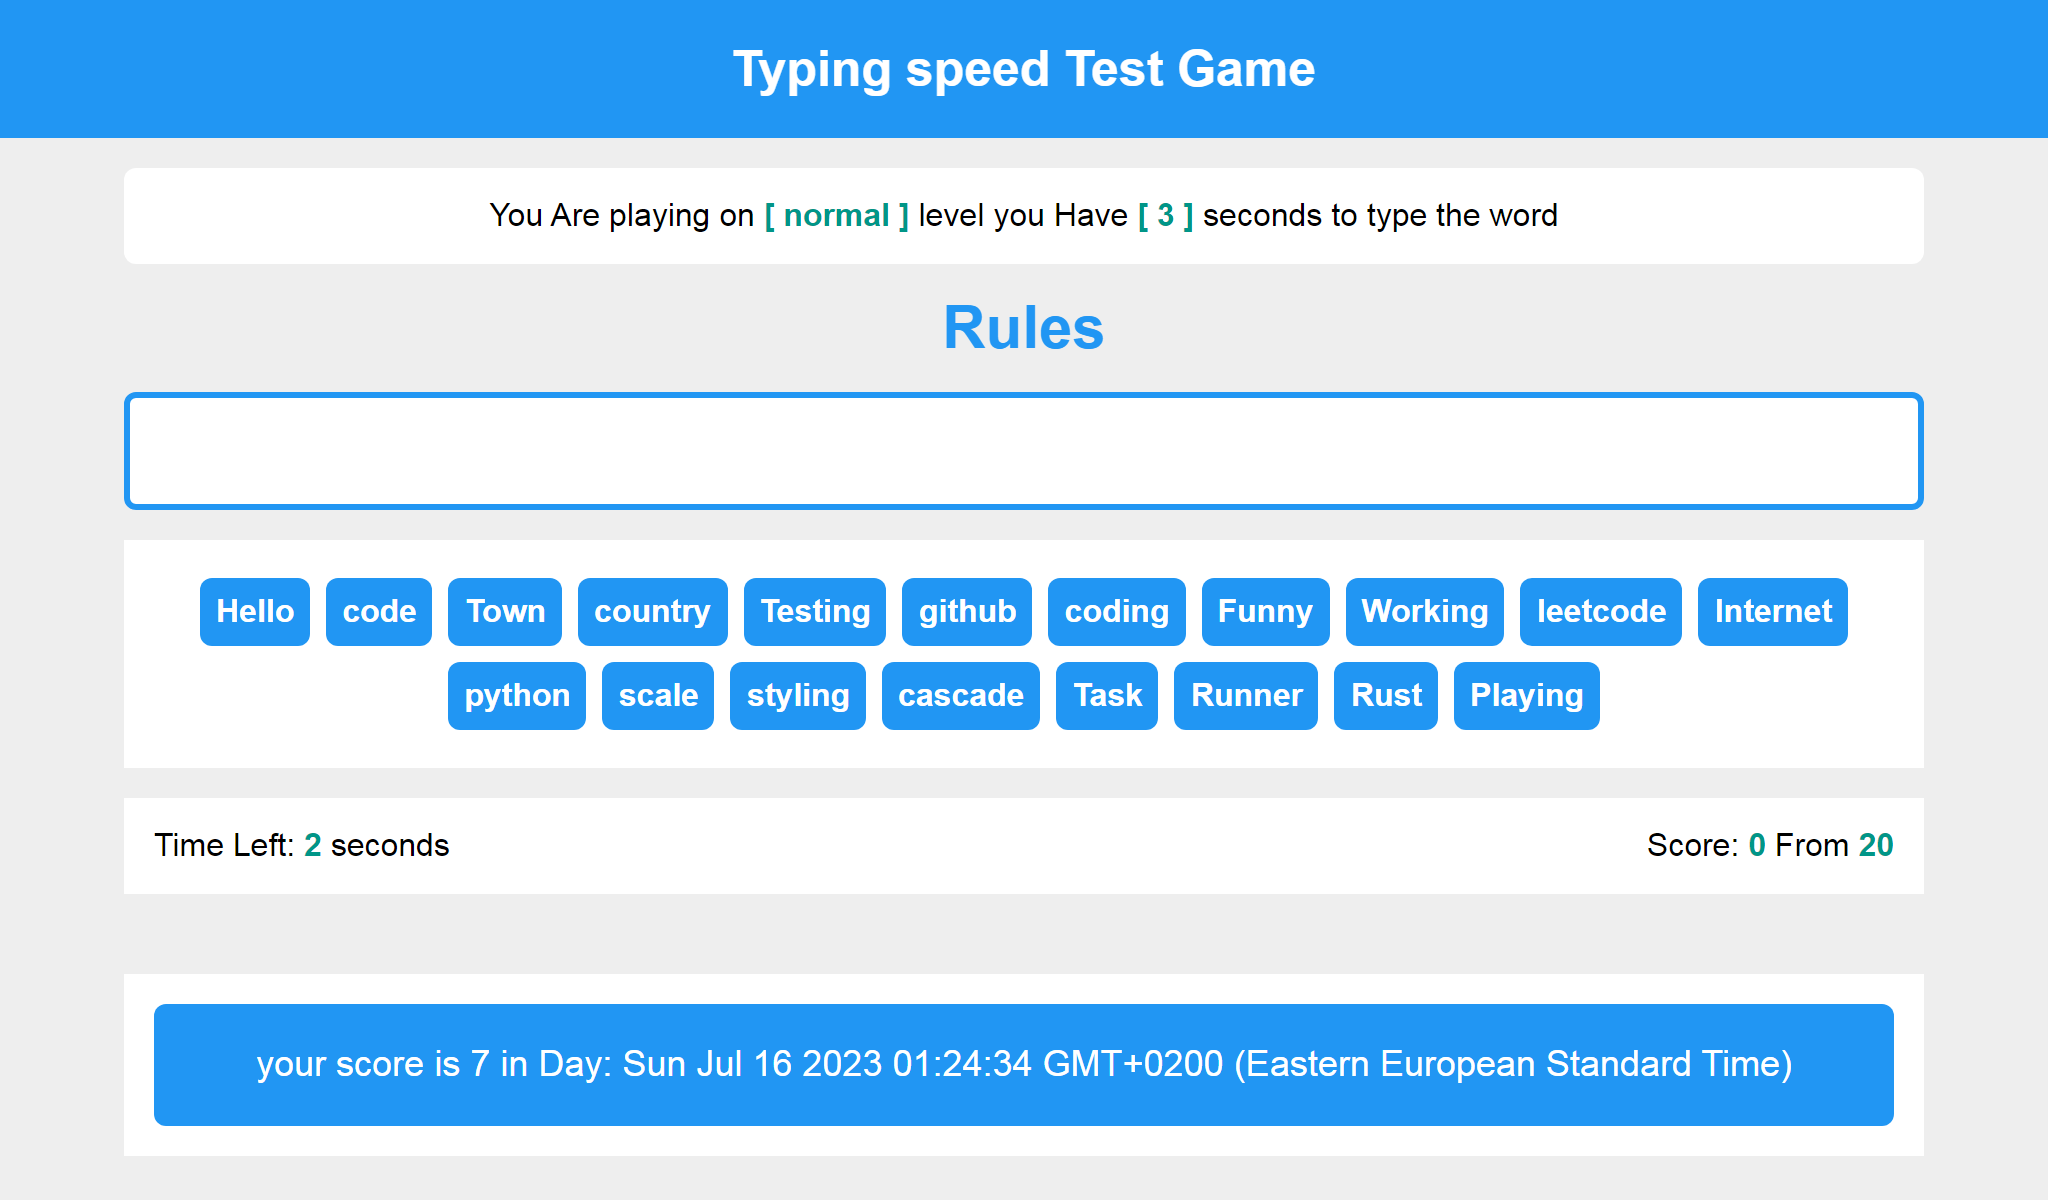 Typing speed Test Game
You Are playing on [ normal ] level you Have [ 3 ] seconds to type the word
Rules
Hello code Town country Testing github coding Funny Working leetcode Internet
python scale styling cascade Task Runner Rust Playing
Time Left: 2 seconds Score: 0 From 20
your score is 7 in Day: Sun Jul 16 2023 01:24:34 GMT+0200 (Eastern European Standard Time)